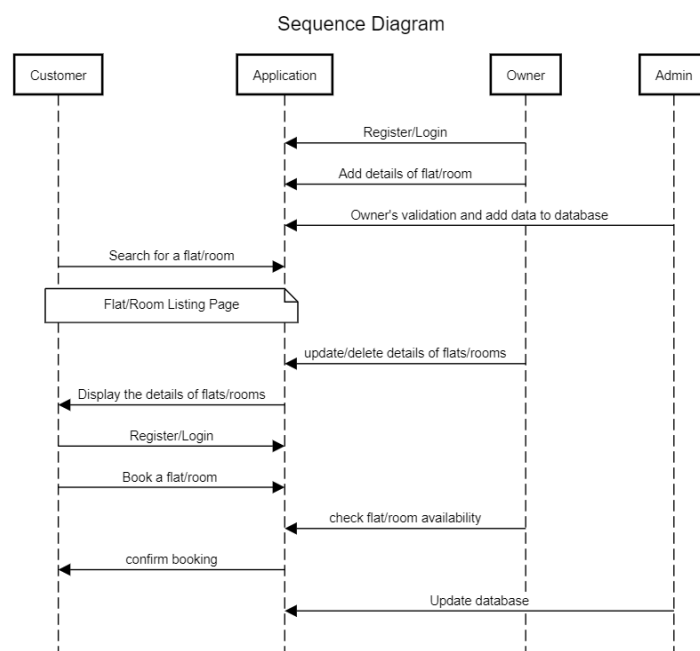 Sequence Diagram
Customer
Application
Owner
Admin
Register/Login
Add details of flat/room
Owner's validation and add data to database
Search for a flat/room
Flat/Room Listing Page
update/delete details of flats/rooms
Display the details of flats/rooms
Register/Login
Book a flat/room
check flat/room availability
confirm booking
Update database